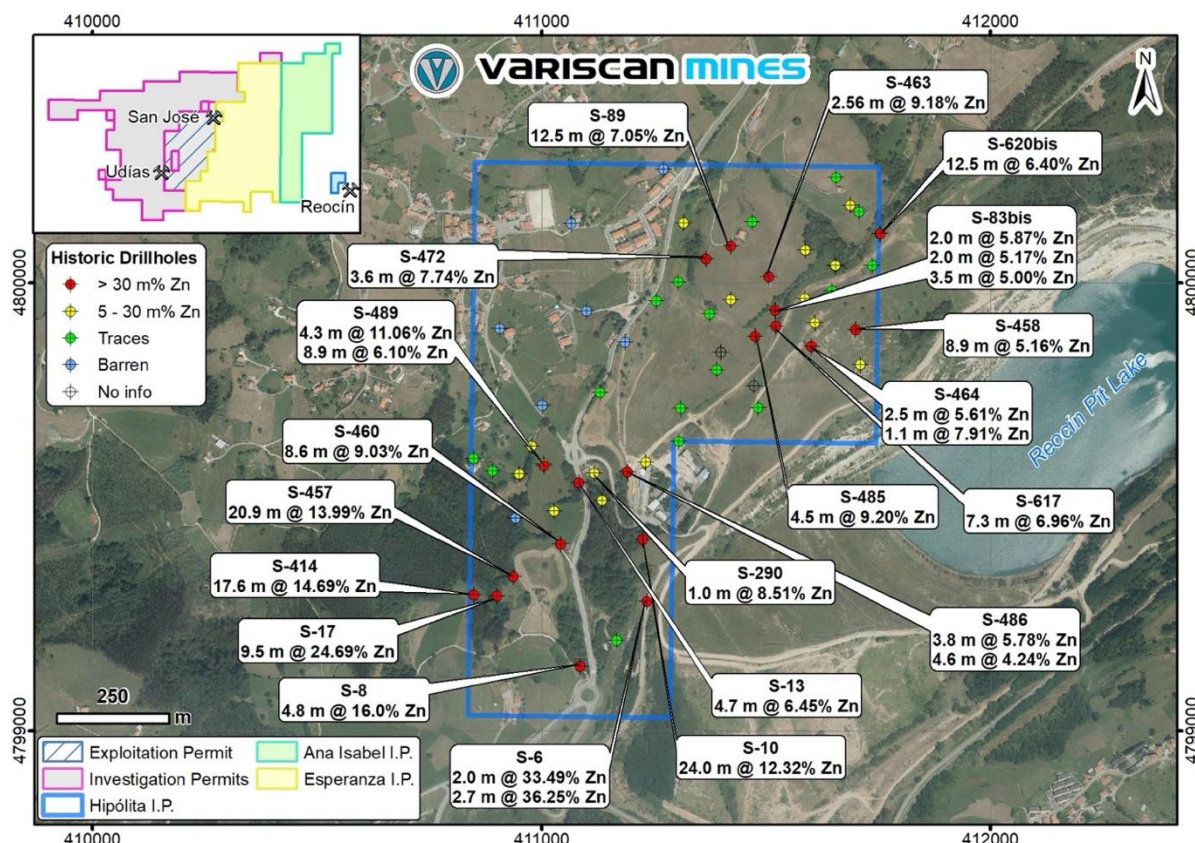 410000
411000
412000
VARISCAN MINES
N
San Jose
Udías
Reocín
S-463
2.56 m @ 9.18% Zn
S-89
12.5 m @ 7.05% Zn
S-620bis
12.5 m @ 6.40% Zn
S-83bis
2.0 m @ 5.87% Zn
2.0 m @ 5.17% Zn
3.5 m @ 5.00% Zn
S-472
3.6 m @ 7.74% Zn
Historic Drillholes
> 30 m% Zn
5 - 30 m% Zn
Traces
Barren
No info
4800000
4800000
S-489
4.3 m @ 11.06% Zn
8.9 m @ 6.10% Zn
S-458
8.9 m @ 5.16% Zn
S-464
2.5 m @ 5.61% Zn
1.1 m @ 7.91% Zn
Reocín Pit Lake
S-460
8.6 m @ 9.03% Zn
S-457
20.9 m @ 13.99% Zn
S-485
4.5 m @ 9.20% Zn
S-617
7.3 m @ 6.96% Zn
S-414
17.6 m @ 14.69% Zn
S-290
1.0 m @ 8.51% Zn
S-17
9.5 m @ 24.69% Zn
S-486
3.8 m @ 5.78% Zn
4.6 m @ 4.24% Zn
S-8
4.8 m @ 16.0% Zn
S-13
4.7 m @ 6.45% Zn
250
m
4799000
4799000
S-6
2.0 m @ 33.49% Zn
2.7 m @ 36.25% Zn
S-10
24.0 m @ 12.32% Zn
Exploitation Permit
Ana Isabel I.P.
Investigation Permits
Esperanza I.P.
Hipólita I.P.
410000
411000
412000